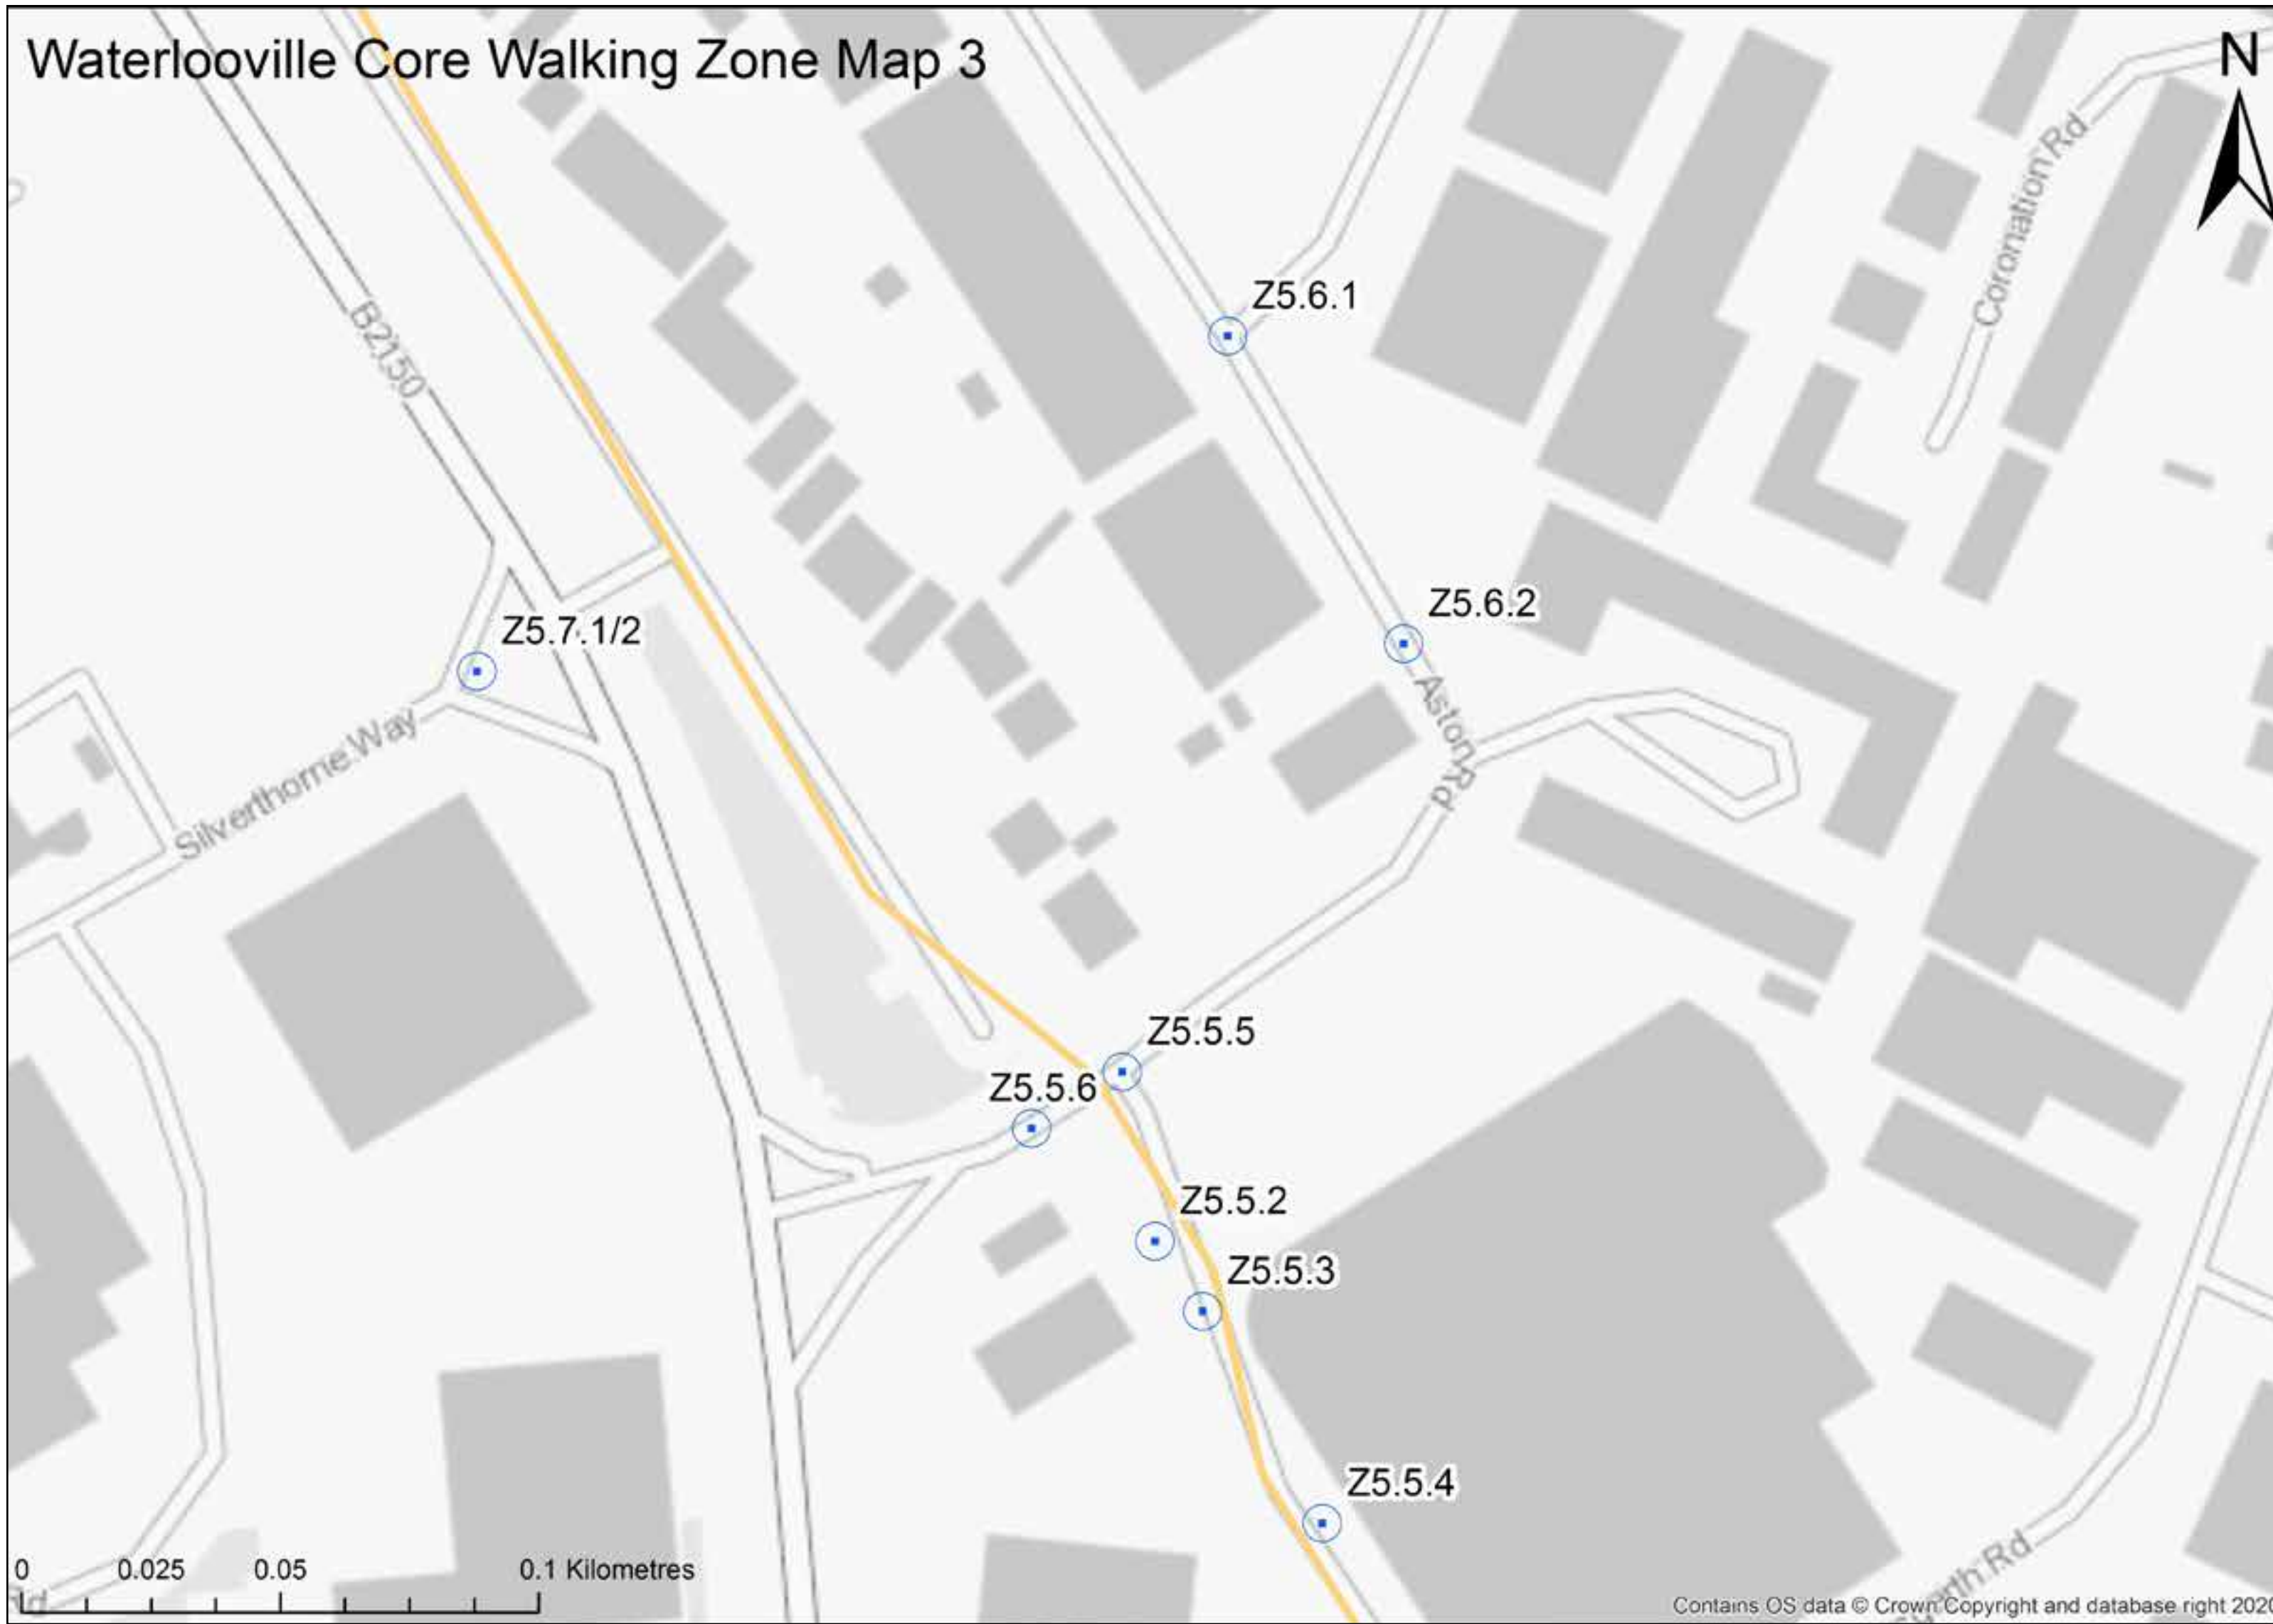 Waterlooville Core Walking Zone Map 3
N
Coronation Rd
Z5.6.1
B2150
Z5.6.2
Z5.7.1/2
Aston Rd
Silverthorne Way
Z5.5.5
Z5.5.6
Z5.5.2
Z5.5.3
Z5.5.4
0 0.025 0.05 0.1 Kilometres
Rd
Contains OS data © Crown Copyright and database right 2020